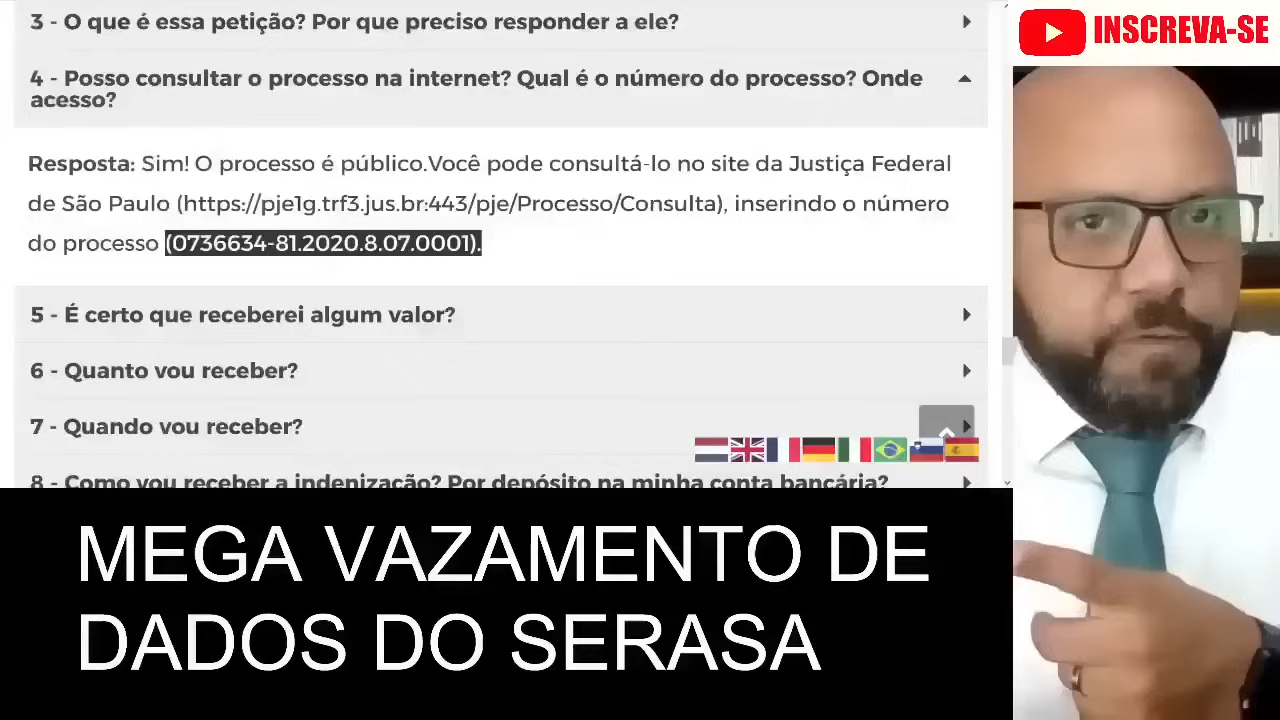 3 - O que é essa petição? Por que preciso responder a ele?
INSCREVA-SE
4 - Posso consultar o processo na internet? Qual é o número do processo? Onde
acesso?
Resposta: Sim! O processo é público.Você pode consultá-lo no site da Justiça Federal
de São Paulo (https://pje1g.trf3.jus.br:443/pje/Processo/Consulta), inserindo o número
do processo (0736634-81.2020.8.07.0001).
5 - É certo que receberei algum valor?
6 - Quanto vou receber?
7 - Quando vou receber?
8 - Como vou receber a indenização? Por depósito na minha conta bancária?
MEGA VAZAMENTO DE
DADOS DO SERASA